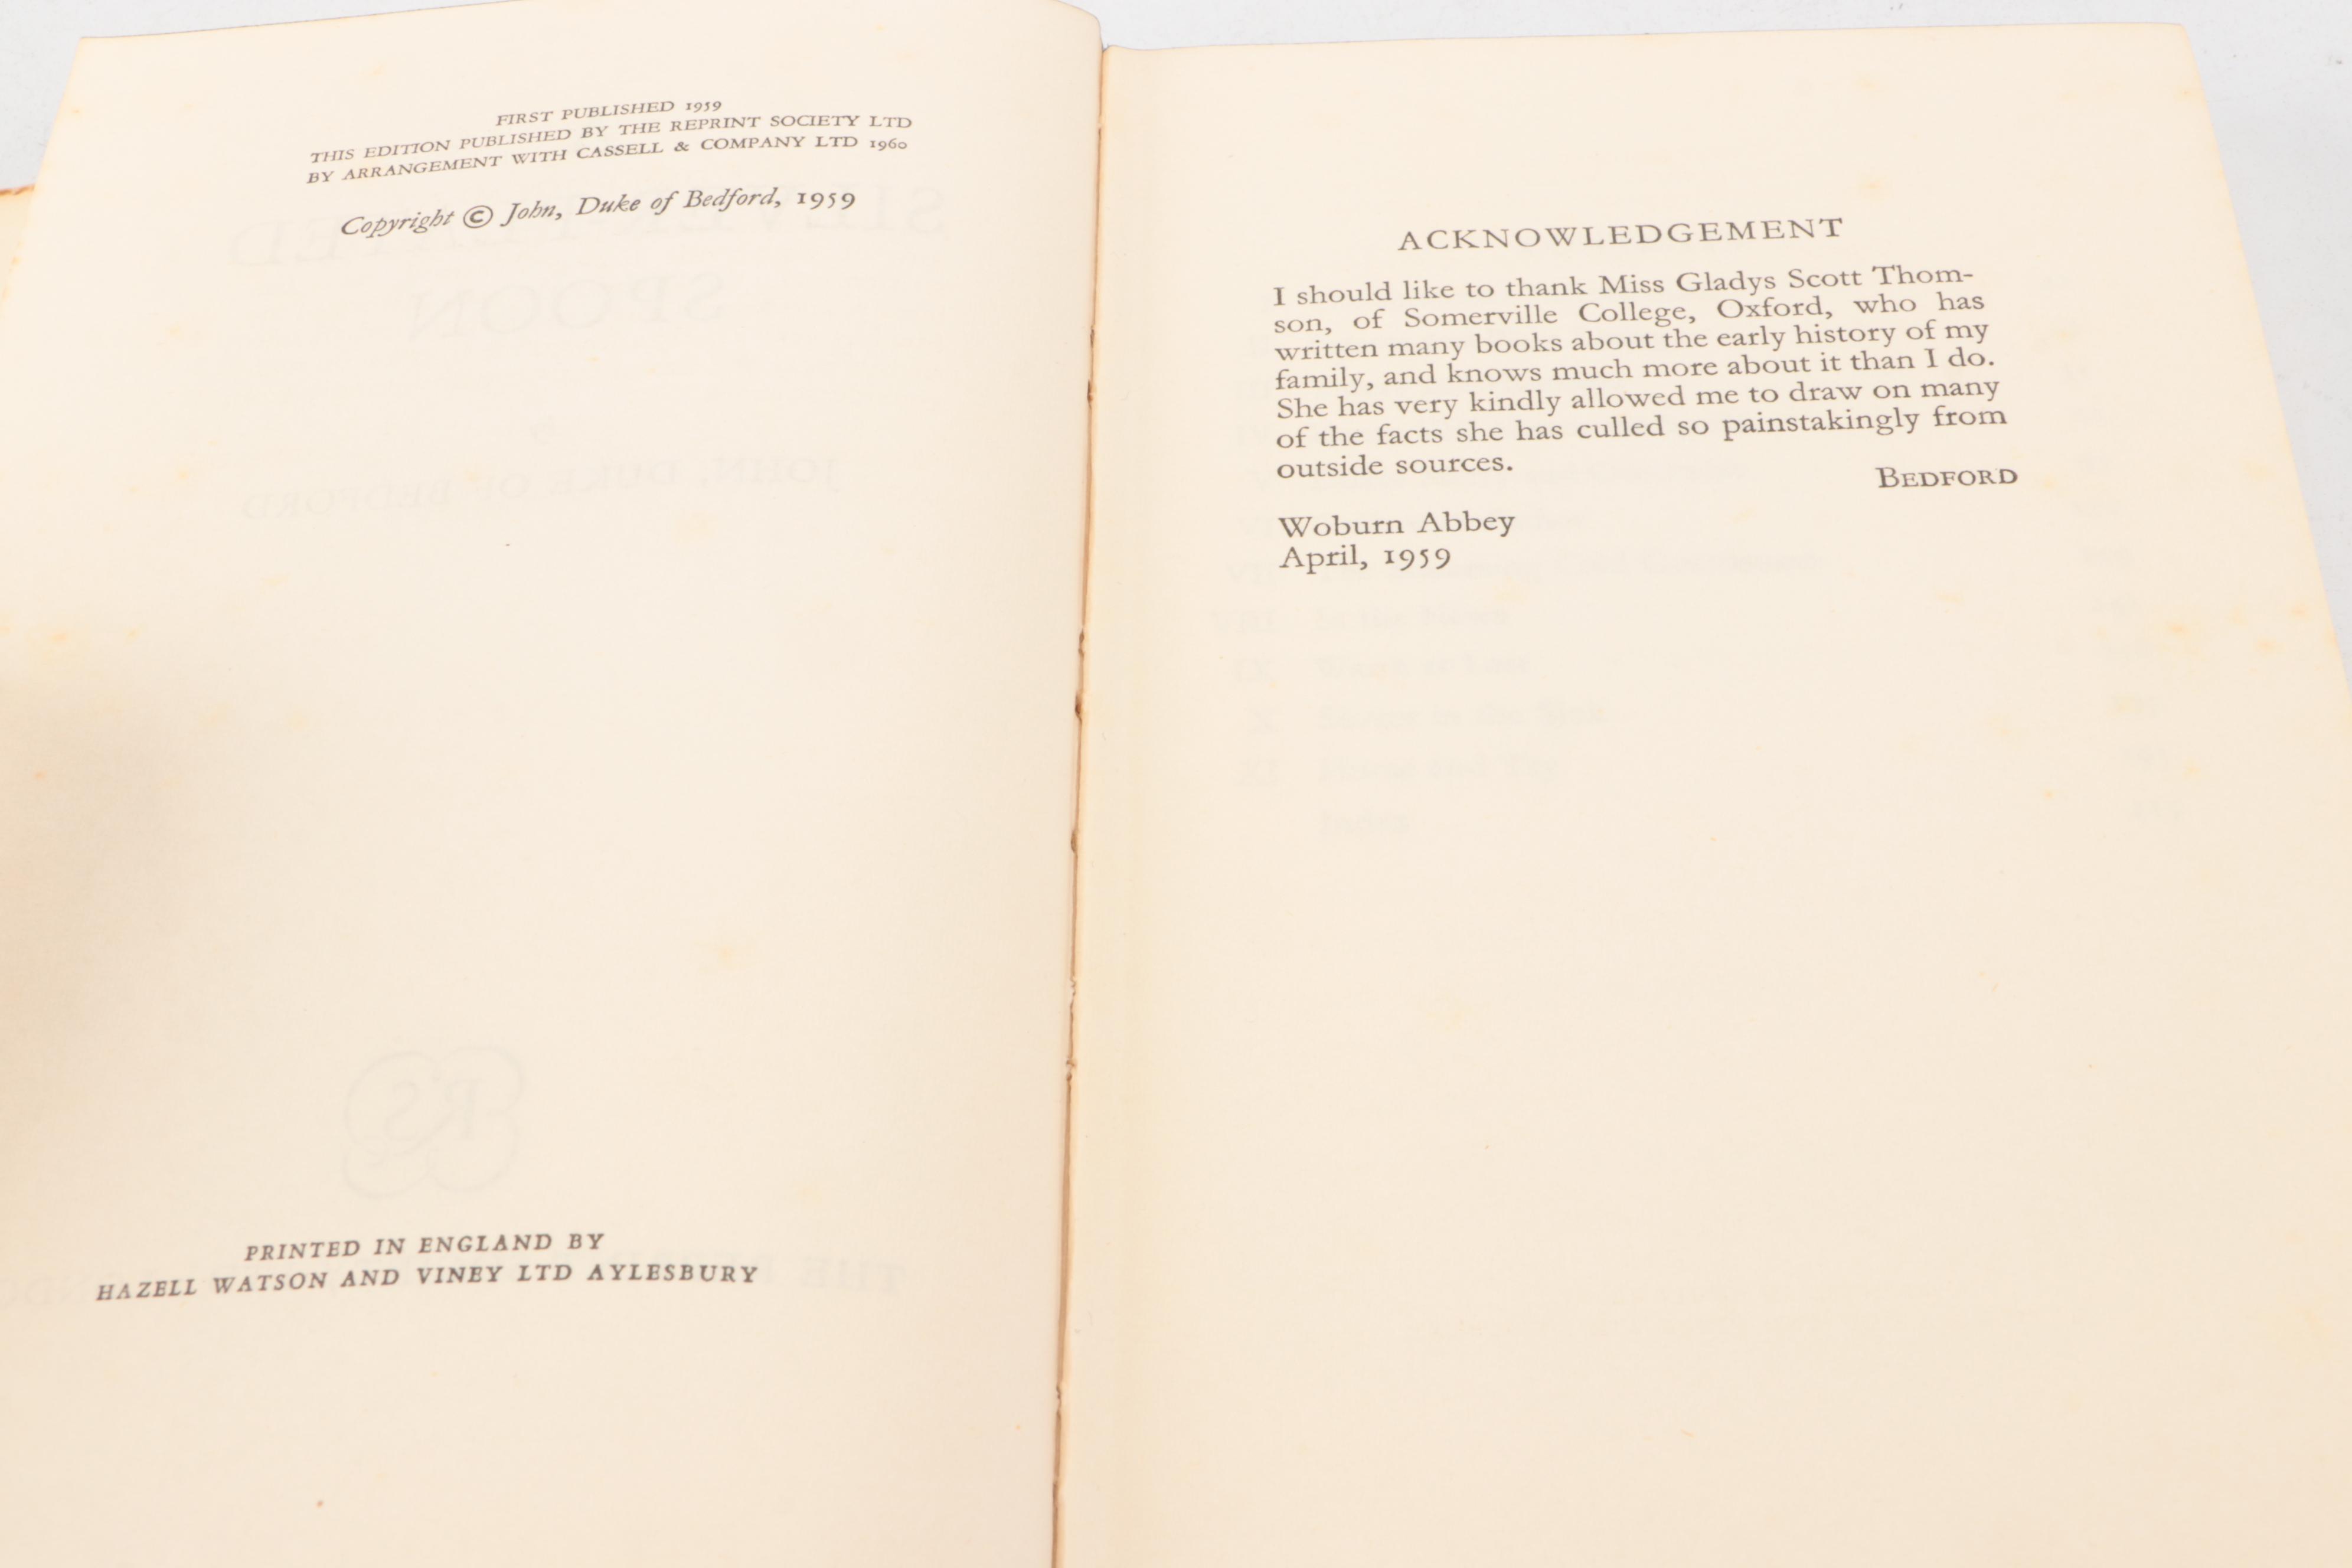 FIRST PUBLISHED 1959
THIS EDITION PUBLISHED BY THE REPRINT SOCIETY LTD
BY ARRANGEMENT WITH CASSELL & COMPANY LTD 1960
Copyright © John, Duke of Bedford, 1959
PRINTED IN ENGLAND BY
HAZELL WATSON AND VINEY LTD AYLESBURY
ACKNOWLEDGEMENT
I should like to thank Miss Gladys Scott Thom-
son, of Somerville College, Oxford, who has
written many books about the early history of my
family, and knows much more about it than I do.
She has very kindly allowed me to draw on many
of the facts she has culled so painstakingly from
outside sources.
BEDFORD
Woburn Abbey
April, 1959